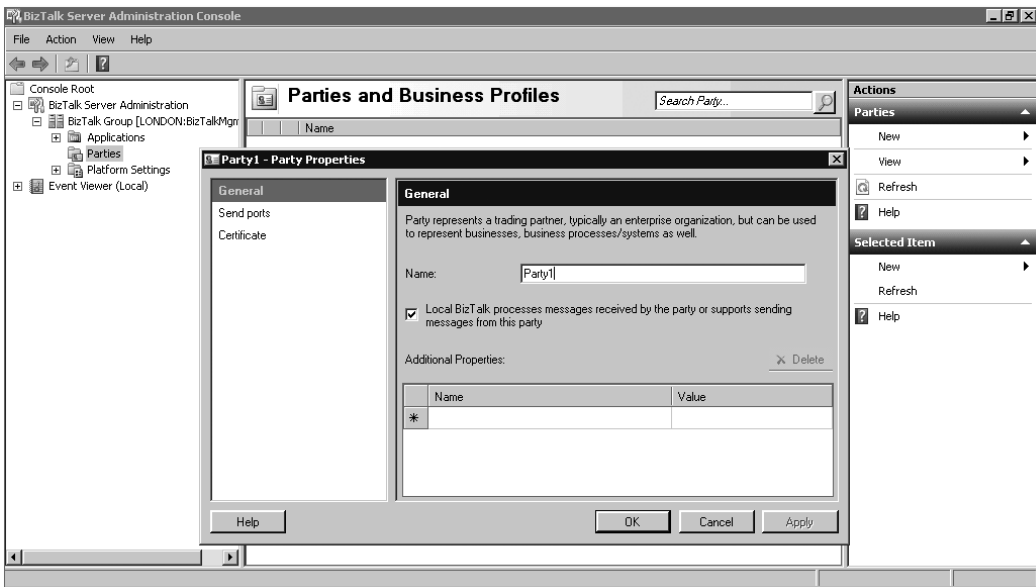 BizTalk Server Administration Console
File Action View Help
Console Root
BizTalk Server Administration
BizTalk Group [LONDON:BizTalkMgm
Applications
Parties
Platform Settings
Event Viewer (Local)
Parties and Business Profiles
Search Party...
Name
Actions
Parties
New
View
Refresh
Help
Selected Item
New
Refresh
Help
Party1 - Party Properties
General
Send ports
Certificate
General
Party represents a trading partner, typically an enterprise organization, but can be used
to represent businesses, business processes/systems as well.
Name: Party1
Local BizTalk processes messages received by the party or supports sending
messages from this party
Additional Properties: Delete
Name Value
Help OK Cancel Apply